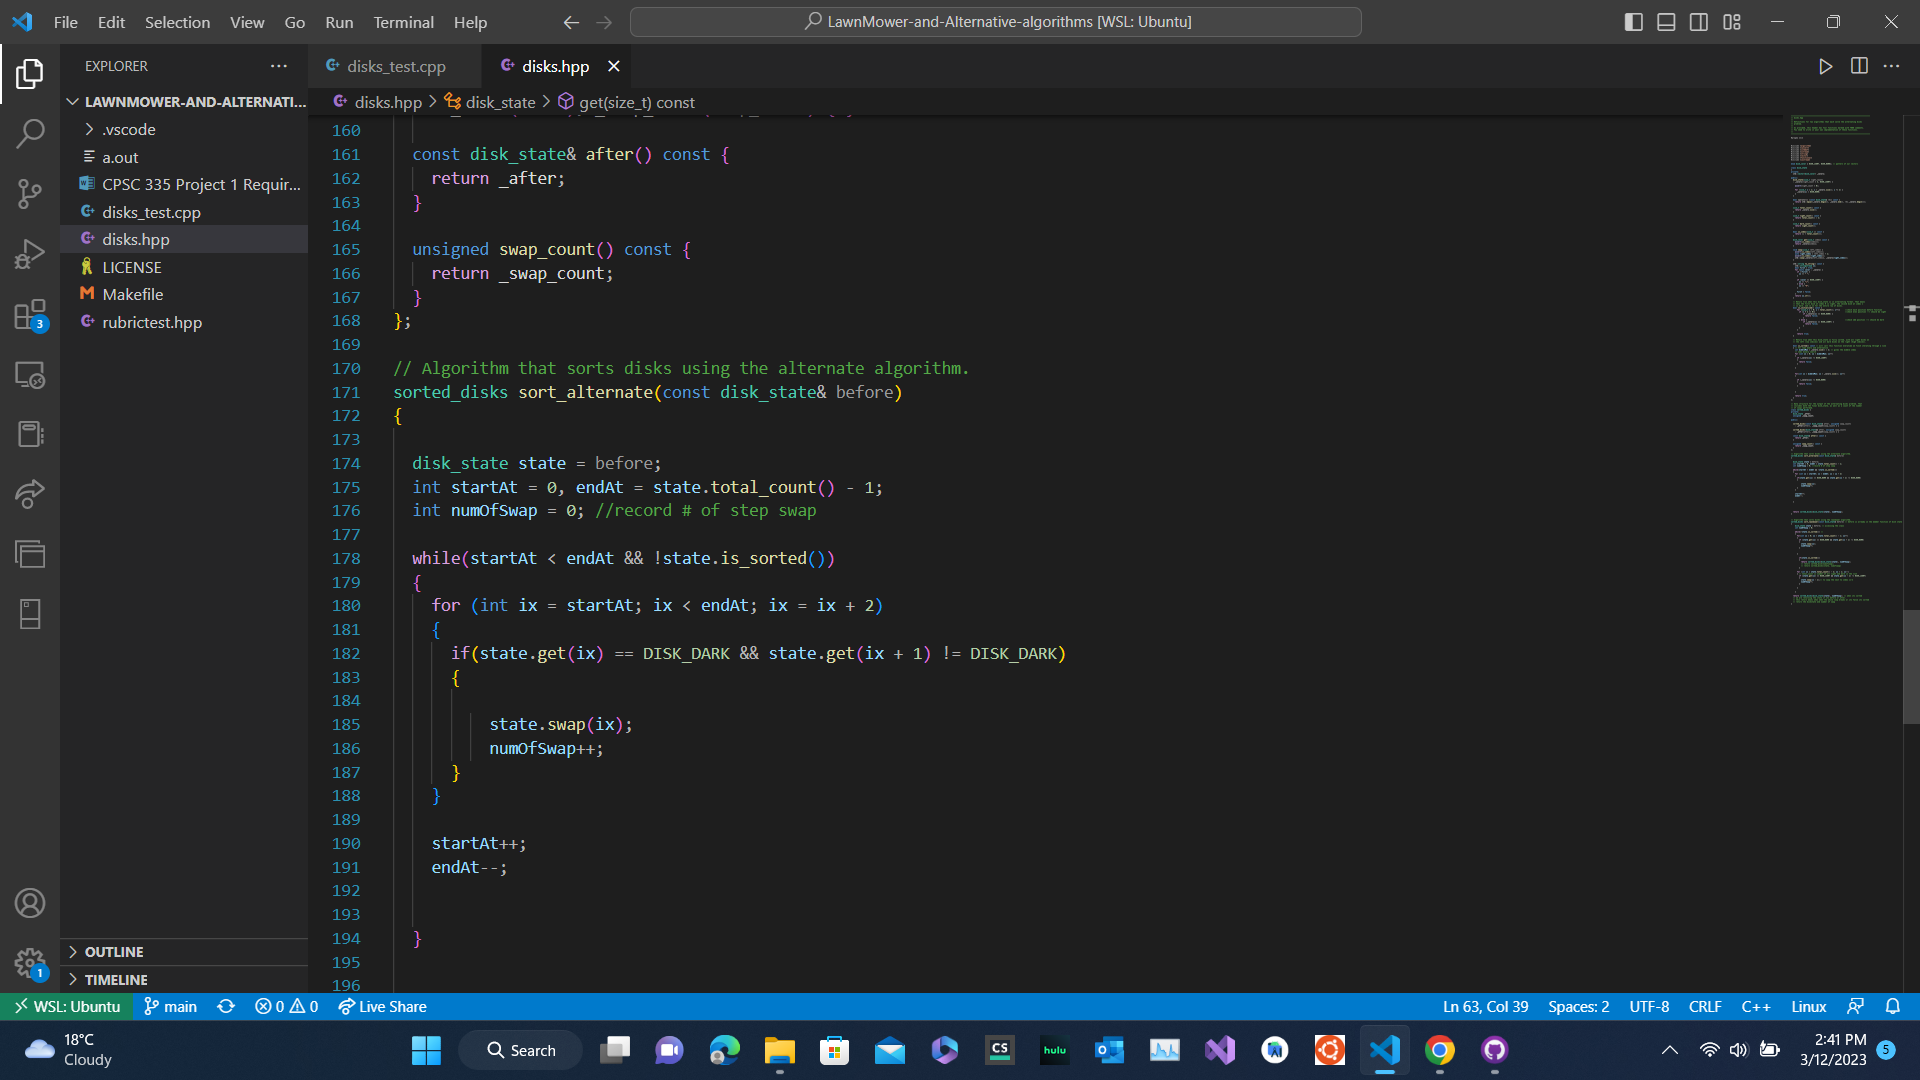 File Edit Selection View Go Run Terminal Help
LawnMower-and-Alternative-algorithms [WSL: Ubuntu]
EXPLORER
LAWNMOWER-AND-ALTERNATI...
.vscode
a.out
CPSC 335 Project 1 Requir...
disks_test.cpp
disks.hpp
LICENSE
Makefile
rubrictest.hpp
OUTLINE
TIMELINE
3
1
disks_test.cpp disks.hpp
disks.hpp > disk_state > get(size_t) const
160
161 const disk_state& after() const {
162 return _after;
163 }
164
165 unsigned swap_count() const {
166 return _swap_count;
167 }
168 };
169
170 // Algorithm that sorts disks using the alternate algorithm.
171 sorted_disks sort_alternate(const disk_state& before)
172 {
173
174 disk_state state = before;
175 int startAt = 0, endAt = state.total_count() - 1;
176 int numOfSwap = 0; //record # of step swap
177
178 while(startAt < endAt && !state.is_sorted())
179 {
180 for (int ix = startAt; ix < endAt; ix = ix + 2)
181 {
182 if(state.get(ix) == DISK_DARK && state.get(ix + 1) != DISK_DARK)
183 {
184
185 state.swap(ix);
186 numOfSwap++;
187 }
188 }
189
190 startAt++;
191 endAt--;
192
193
194 }
195
196
WSL: Ubuntu main 0 0 Live Share
Ln 63, Col 39 Spaces: 2 UTF-8 CRLF C++ Linux
18°C
Cloudy
Search
CS
hulu
2:41 PM
3/12/2023
5